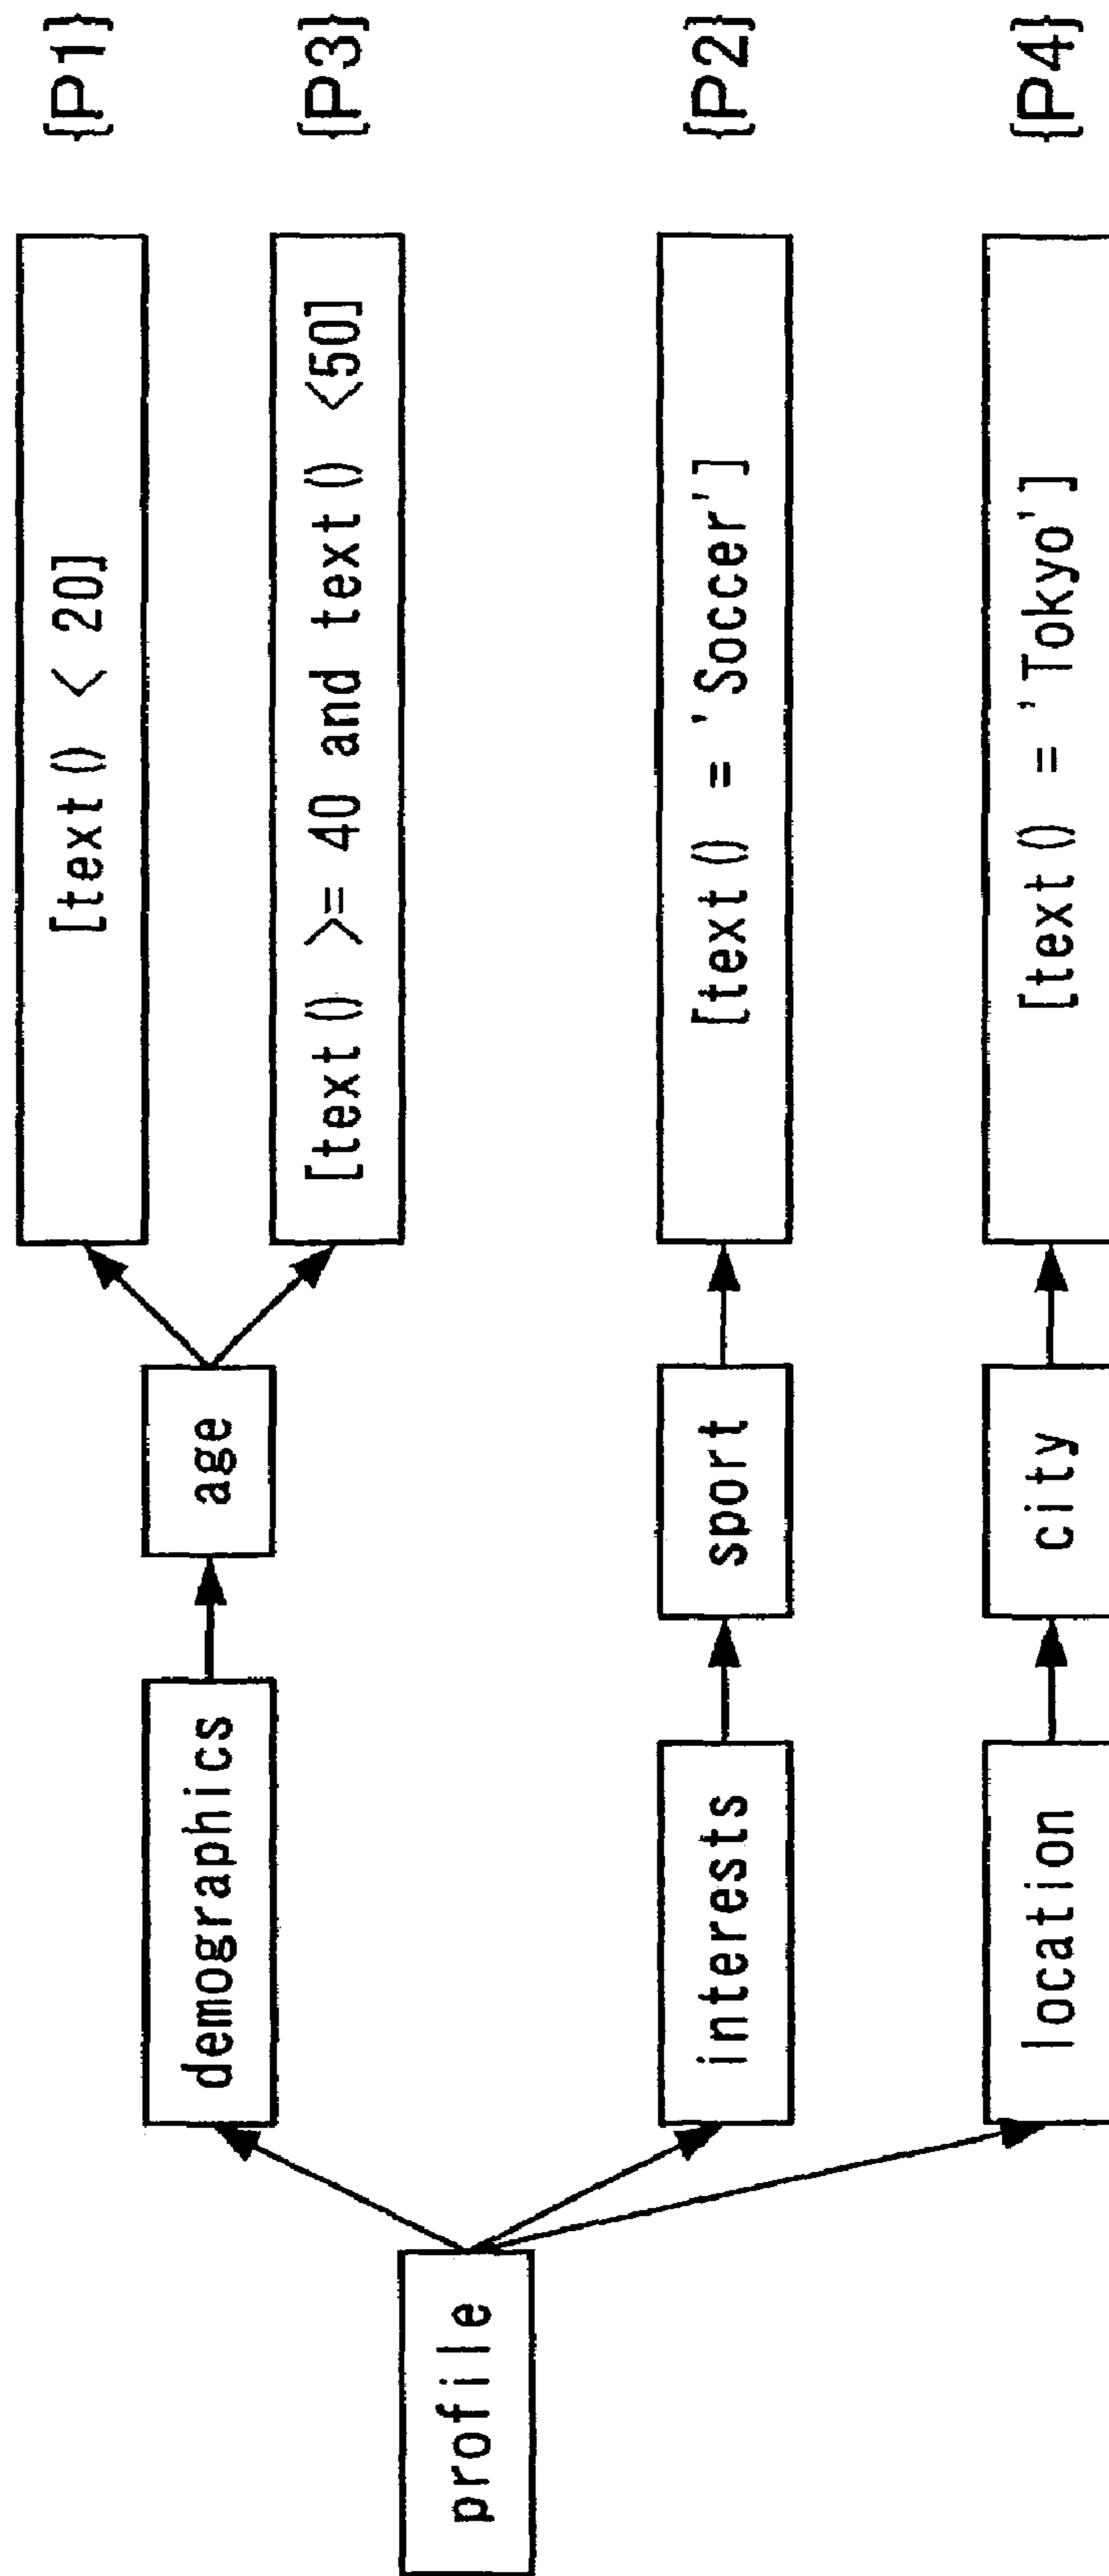 profile
demographics
age
[text() < 20]
{P1}
[text() >= 40 and text() <50]
{P3}
interests
sport
[text() ='Soccer']
{P2}
location
city
[text() ='Tokyo']
{P4}